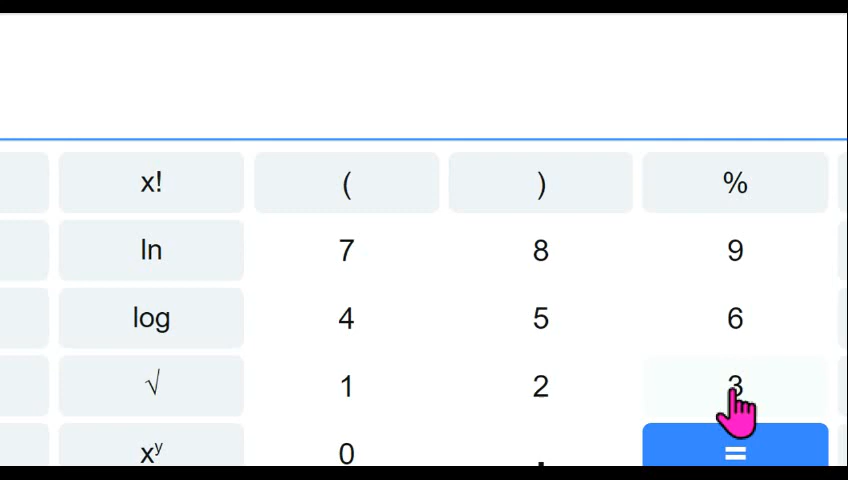 x! ( ) %
ln 7 8 9
log 4 5 6
√ 1 2 3
xʸ 0 . =